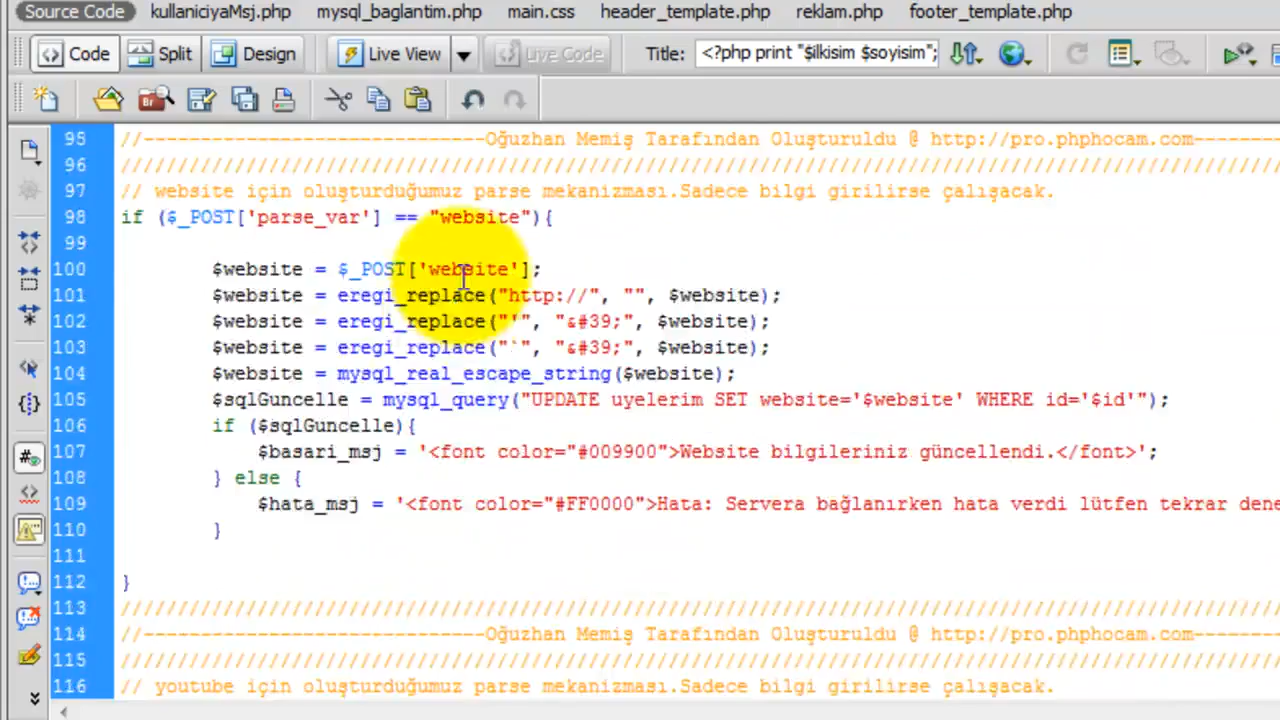 Source Code kullaniciyaMsj.php mysql_baglantim.php main.css header_template.php reklam.php footer_template.php
Code Split Design Live View Live Code Title: <?php print "$ilkisim $soyisim";
95 //------------------------------Oğuzhan Memiş Tarafından Oluşturuldu @ http://pro.phphocam.com-------
96 //////////////////////////////////////////////////////////////////////////////////////////////////////
97 // website için oluşturduğumuz parse mekanizması.Sadece bilgi girilirse çalışacak.
98 if ($_POST['parse_var'] == "website"){
99
100 $website = $_POST['website'];
101 $website = eregi_replace("http://", "", $website);
102 $website = eregi_replace("'", "&#39;", $website);
103 $website = eregi_replace("`", "&#39;", $website);
104 $website = mysql_real_escape_string($website);
105 $sqlGuncelle = mysql_query("UPDATE uyelerim SET website='$website' WHERE id='$id'");
106 if ($sqlGuncelle){
107 $basari_msj = '<font color="#009900">Website bilgileriniz güncellendi.</font>';
108 } else {
109 $hata_msj = '<font color="#FF0000">Hata: Servera bağlanırken hata verdi lütfen tekrar dene
110 }
111
112 }
113 //////////////////////////////////////////////////////////////////////////////////////////////////////
114 //------------------------------Oğuzhan Memiş Tarafından Oluşturuldu @ http://pro.phphocam.com-------
115 //////////////////////////////////////////////////////////////////////////////////////////////////////
116 // youtube için oluşturduğumuz parse mekanizması.Sadece bilgi girilirse çalışacak.